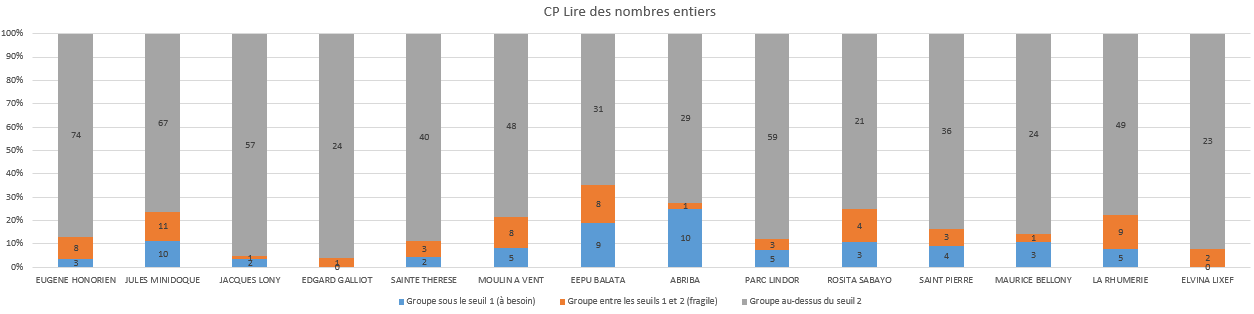 CP Lire des nombres entiers
100%
90%
80%
70%
60%
50%
40%
30%
20%
10%
0%
74 67 57 24 40 48 31 29 59 21 36 24 49 23
8 11 1 1 3 8 8 1 3 4 3 1 9 2
3 10 2 0 2 5 9 10 5 3 4 3 5 0
EUGENE HONORIEN JULES MINIDOQUE JACQUES LONY EDGARD GALLIOT SAINTE THERESE MOULIN A VENT EEPU BALATA ABRIBA PARC LINDOR ROSITA SABAYO SAINT PIERRE MAURICE BELLONY LA RHUMERIE ELVINA LIXEF
Groupe sous le seuil 1 (à besoin) Groupe entre les seuils 1 et 2 (fragile) Groupe au-dessus du seuil 2